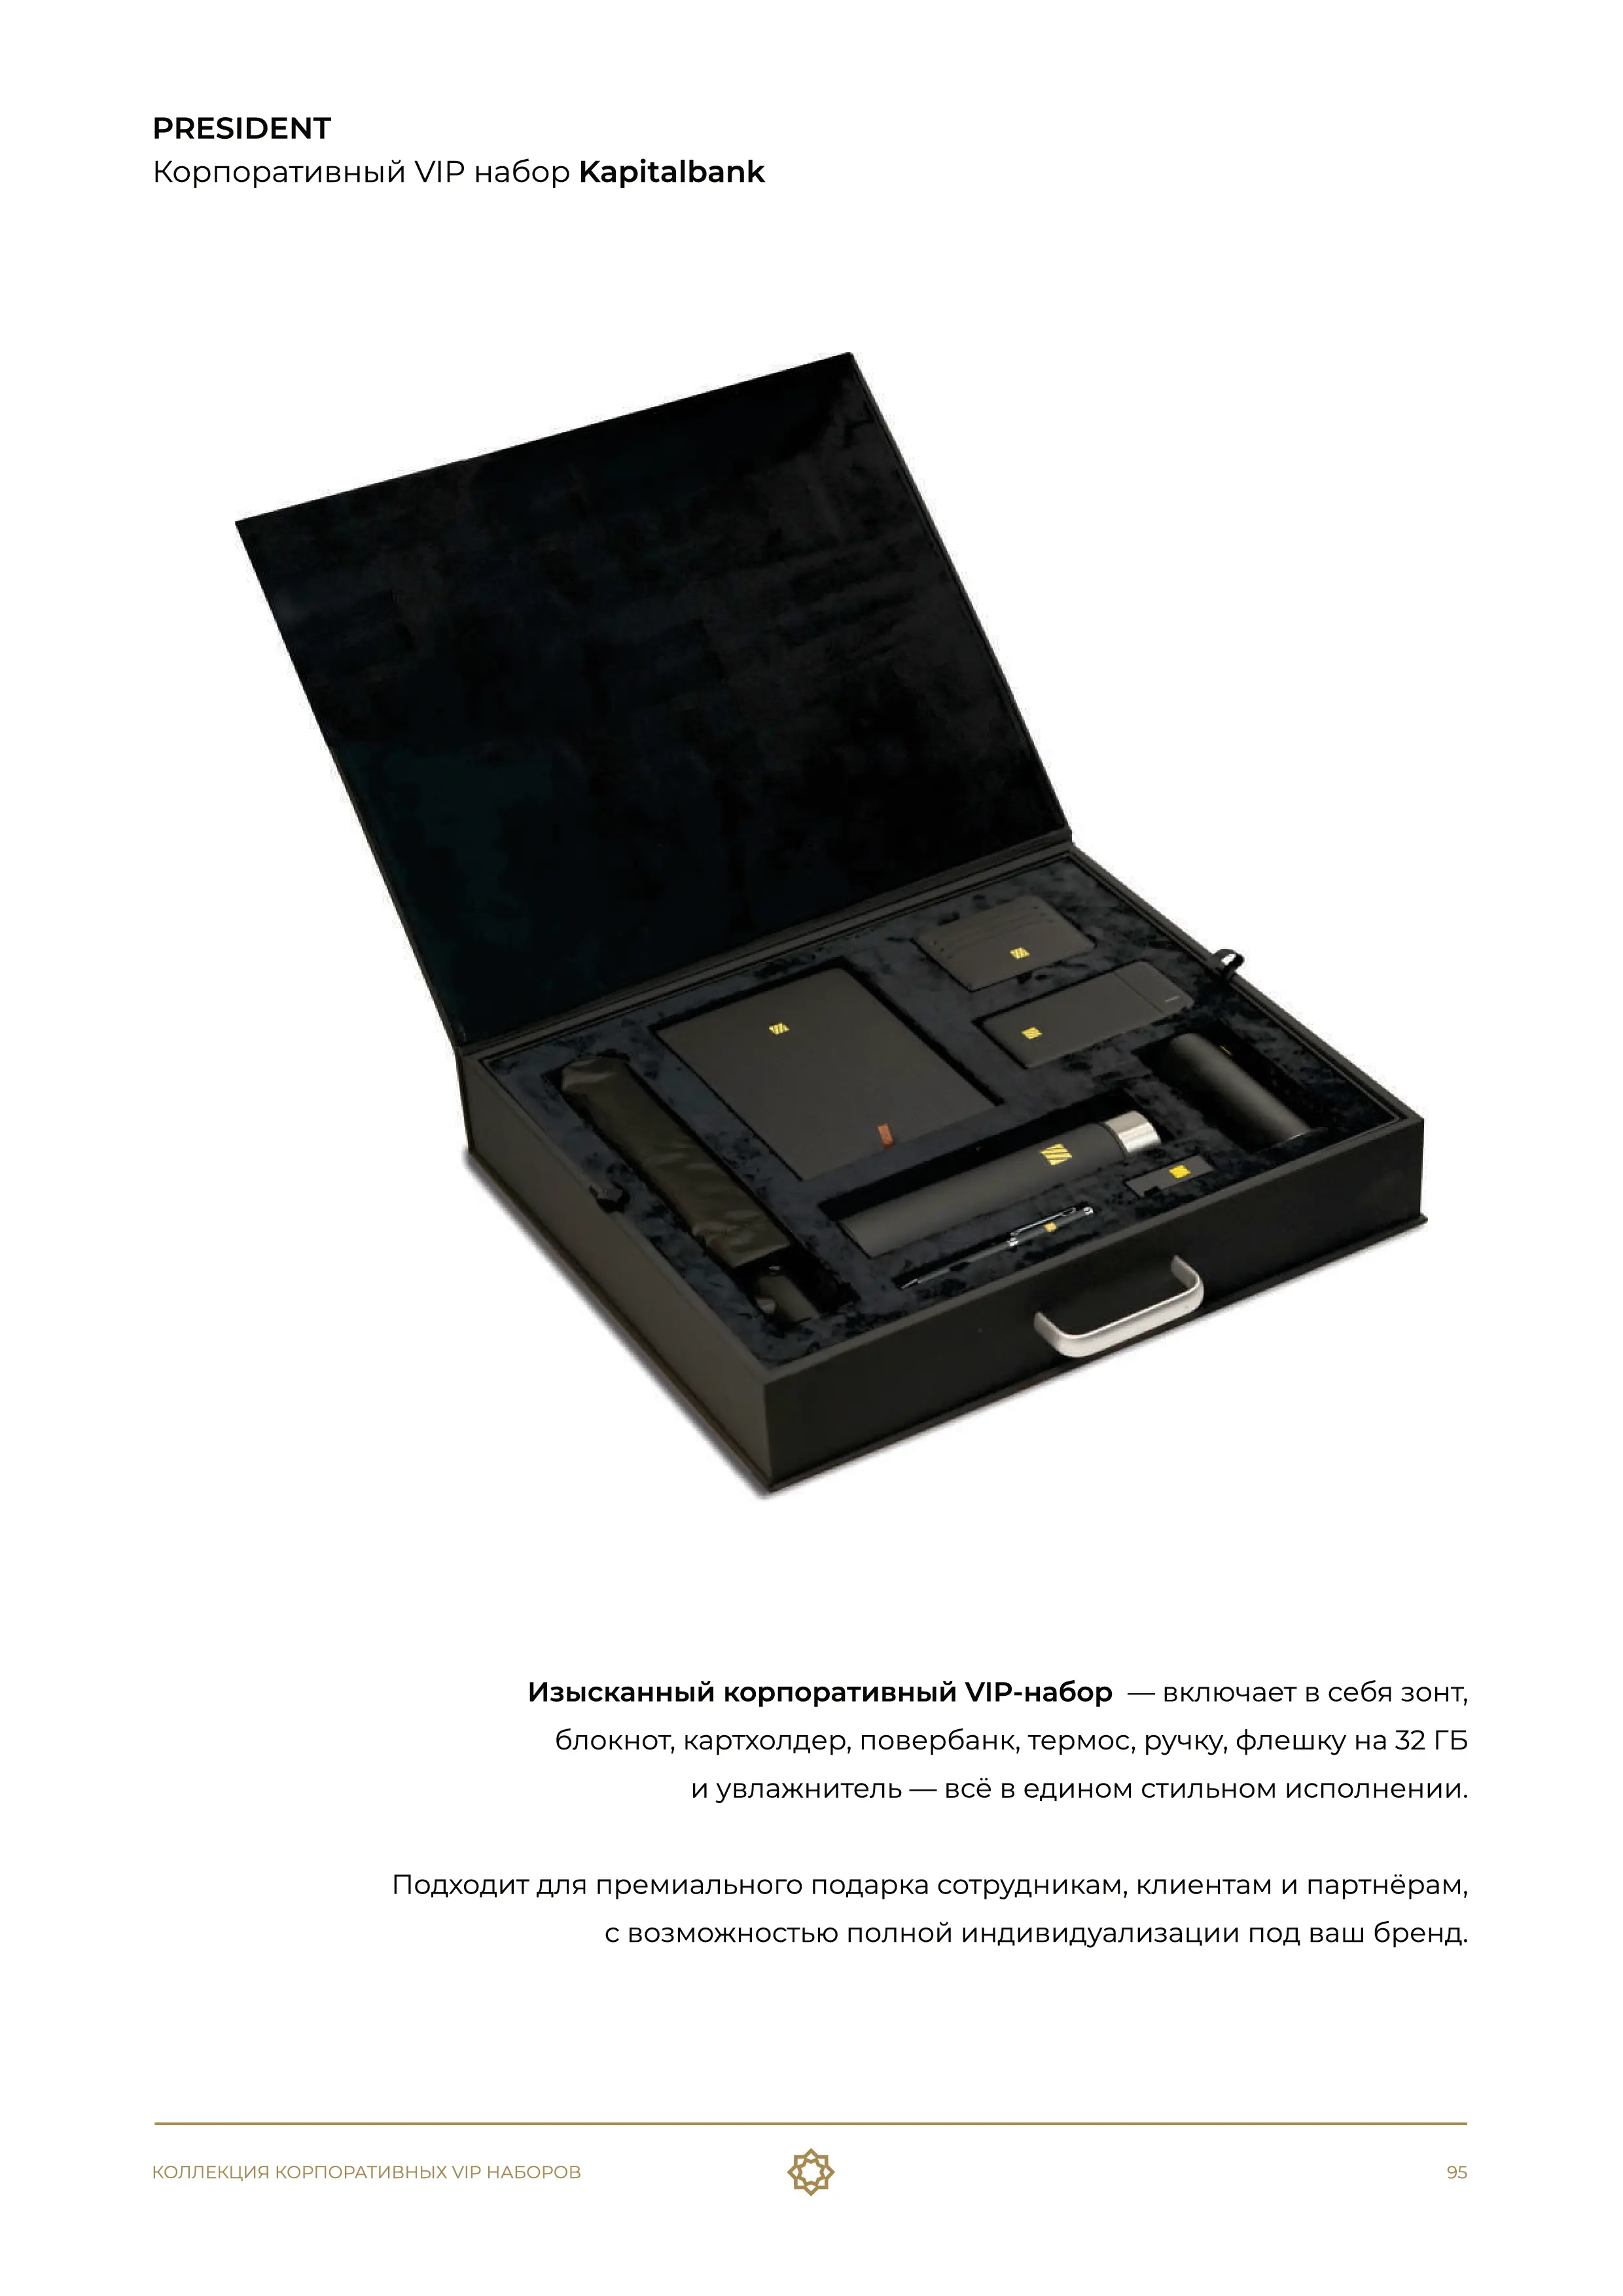 PRESIDENT
Корпоративный VIP набор Kapitalbank
Изысканный корпоративный VIP-набор — включает в себя зонт,
блокнот, картхолдер, повербанк, термос, ручку, флешку на 32 ГБ
и увлажнитель — всё в едином стильном исполнении.
Подходит для премиального подарка сотрудникам, клиентам и партнёрам,
с возможностью полной индивидуализации под ваш бренд.
КОЛЛЕКЦИЯ КОРПОРАТИВНЫХ VIP НАБОРОВ
95